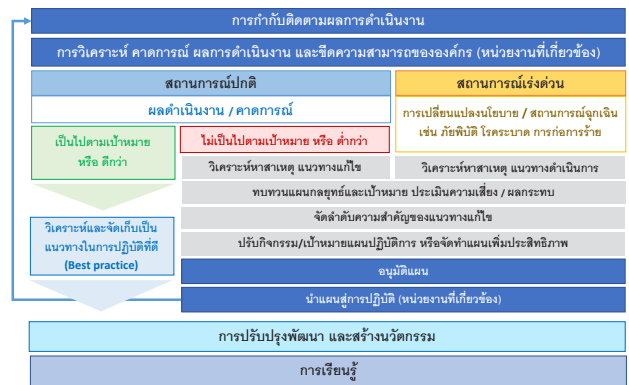 การกำกับติดตามผลการดำเนินงาน
การวิเคราะห์ คาดการณ์ ผลการดำเนินงาน และขีดความสามารถขององค์กร (หน่วยงานที่เกี่ยวข้อง)
สถานการณ์ปกติ
ผลดำเนินงาน / คาดการณ์
สถานการณ์เร่งด่วน
การเปลี่ยนแปลงนโยบาย / สถานการณ์ฉุกเฉิน
เช่น ภัยพิบัติ โรคระบาด การก่อการร้าย
เป็นไปตามเป้าหมาย
หรือ ดีกว่า
ไม่เป็นไปตามเป้าหมาย หรือ ต่ำกว่า
วิเคราะห์หาสาเหตุ แนวทางแก้ไข
วิเคราะห์หาสาเหตุ แนวทางดำเนินการ
ทบทวนแผนกลยุทธ์และเป้าหมาย ประเมินความเสี่ยง / ผลกระทบ
จัดลำดับความสำคัญของแนวทางแก้ไข
ปรับกิจกรรม/เป้าหมายแผนปฏิบัติการ หรือจัดทำแผนเพิ่มประสิทธิภาพ
วิเคราะห์และจัดเก็บเป็น
แนวทางในการปฏิบัติที่ดี
(Best practice)
อนุมัติแผน
นำแผนสู่การปฏิบัติ (หน่วยงานที่เกี่ยวข้อง)
การปรับปรุงพัฒนา และสร้างนวัตกรรม
การเรียนรู้